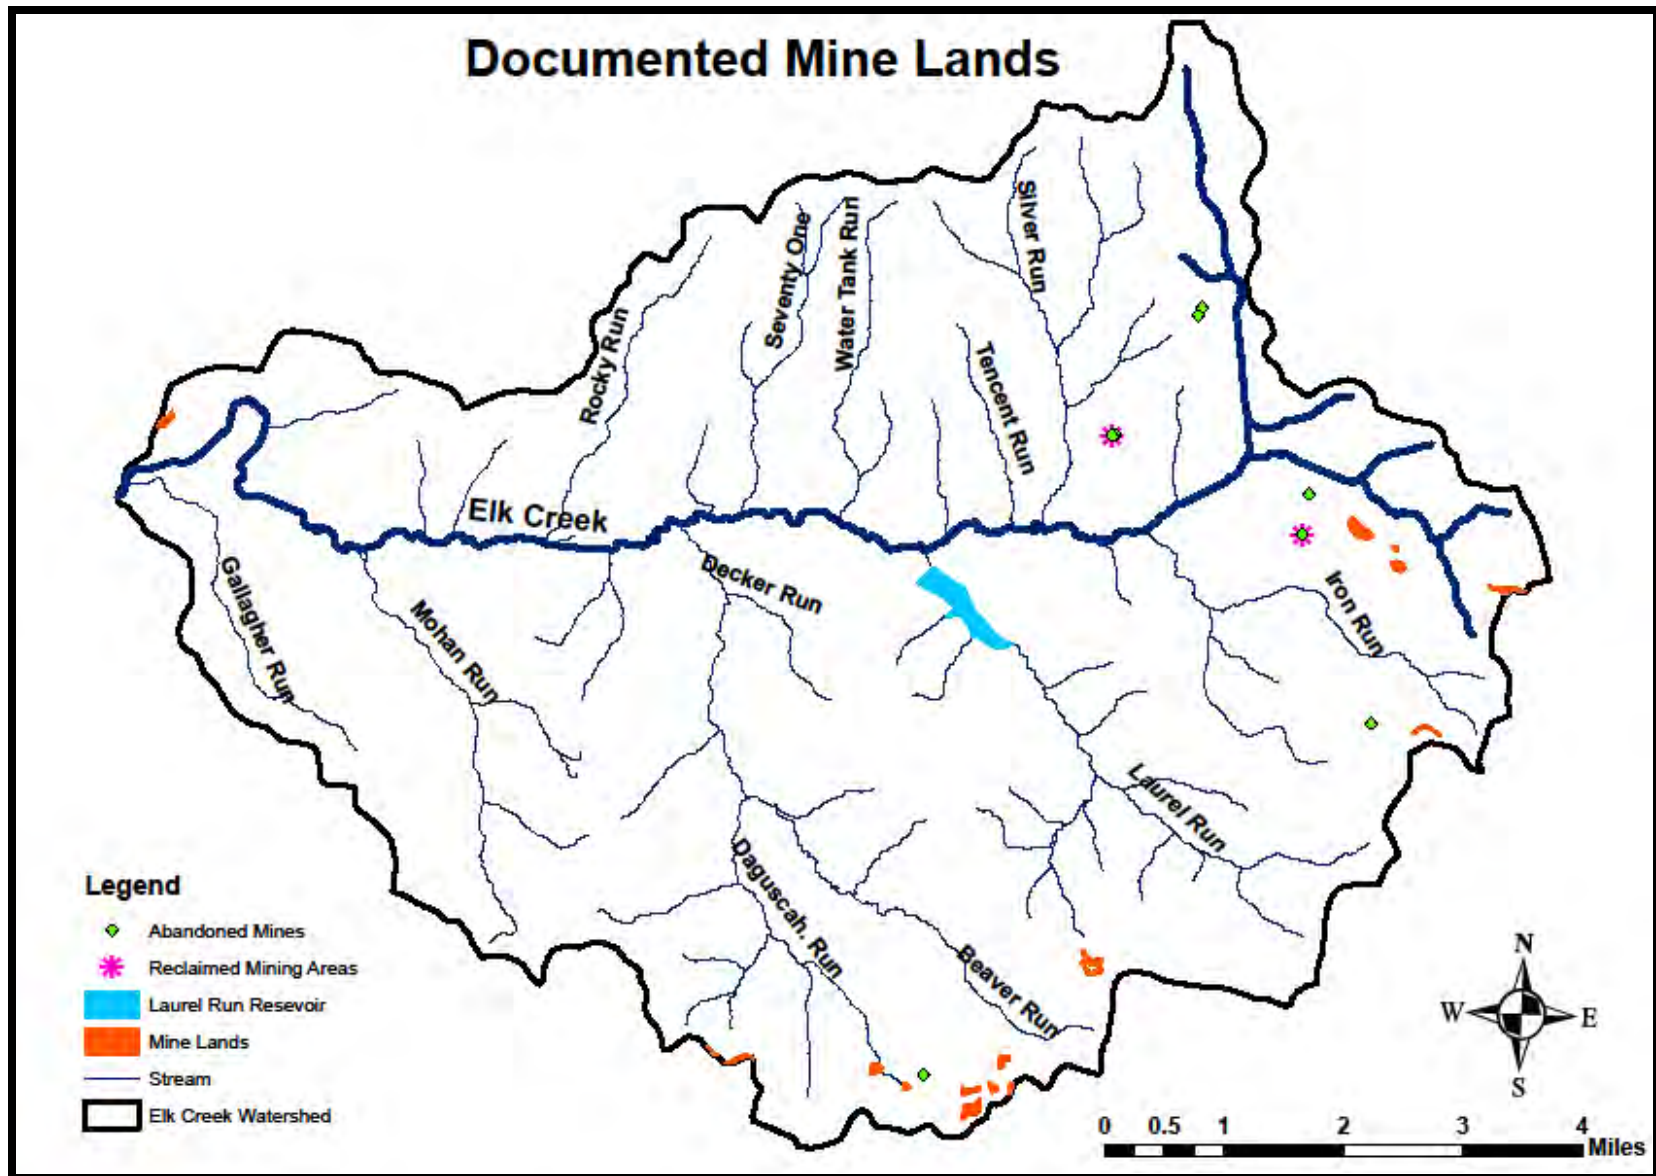 Documented Mine Lands
Silver Run
Seventy One
Water Tank Run
Rocky Run
Tencent Run
Elk Creek
Decker Run
Gallagher Run
Mohan Run
Iron Run
Laurel Run
Daguscah. Run
Beaver Run
Legend
Abandoned Mines
Reclaimed Mining Areas
Laurel Run Resevoir
Mine Lands
Stream
Elk Creek Watershed
N
W
E
S
0 0.5 1 2 3 4
Miles